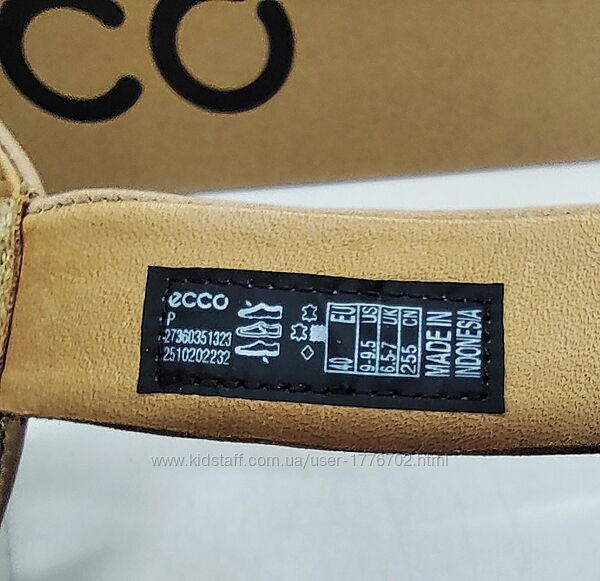 CO
ecco
P
27360351323
2510202232
EU 40
US 9-9.5
UK 6.5-7
CN 255
MADE IN
INDONESIA
www.kidstaff.com.ua/user-1776702.html